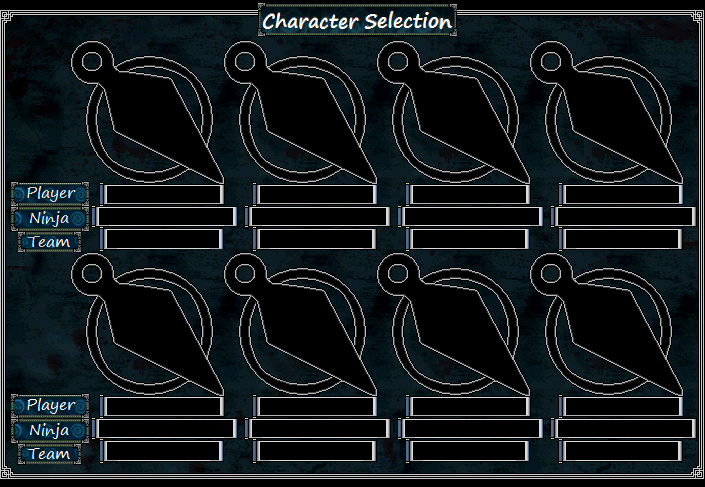 Character Selection
Player
Ninja
Team
Player
Ninja
Team